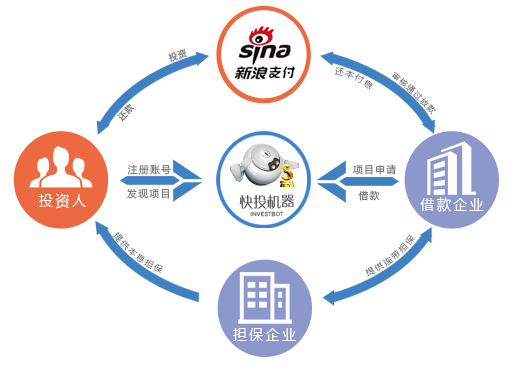 sina
新浪支付
投资
还款
还本付息
审核通过放款
投资人
注册账号
发现项目
快投机器
INVESTBOT
项目申请
借款
借款企业
提供本息担保
提供连带担保
担保企业